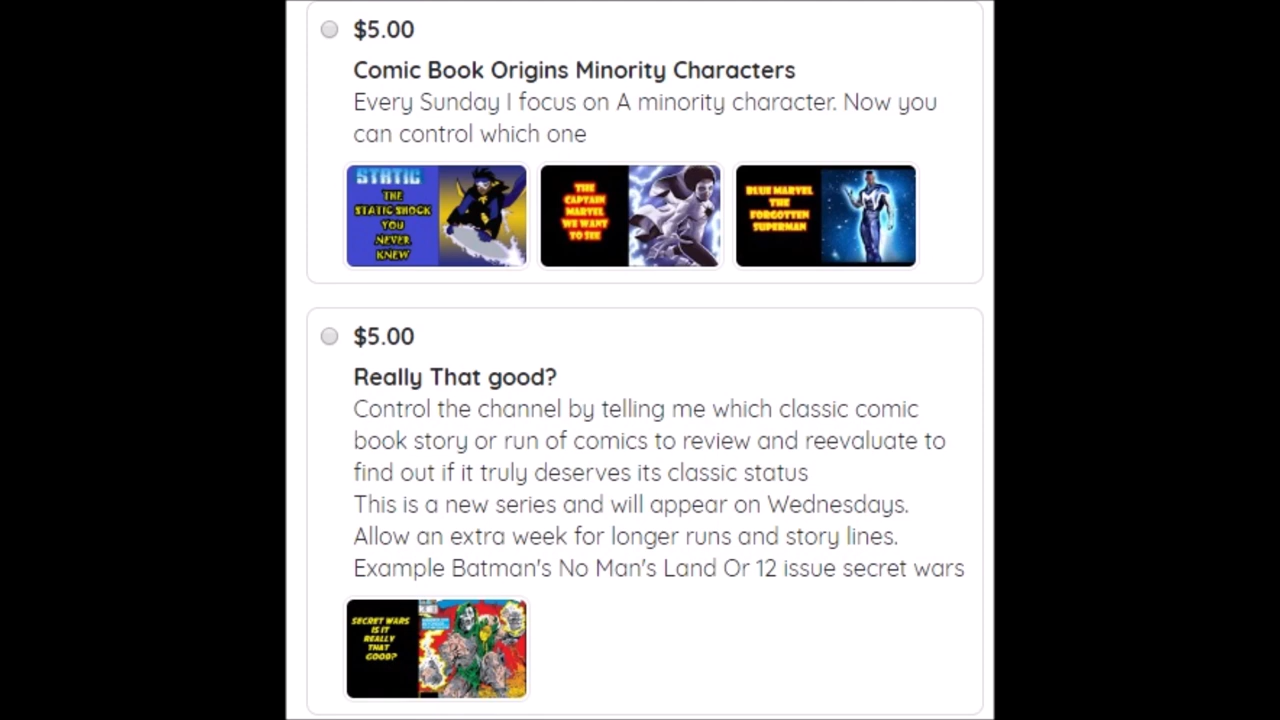 $5.00
Comic Book Origins Minority Characters
Every Sunday I focus on A minority character. Now you
can control which one
STATIC
THE
STATIC SHOCK
YOU
NEVER
KNEW
THE
CAPTAIN
MARVEL
WE WANT
TO SEE
BLUE MARVEL
THE
FORGOTTEN
SUPERMAN
$5.00
Really That good?
Control the channel by telling me which classic comic
book story or run of comics to review and reevaluate to
find out if it truly deserves its classic status
This is a new series and will appear on Wednesdays.
Allow an extra week for longer runs and story lines.
Example Batman's No Man's Land Or 12 issue secret wars
SECRET WARS
IS IT
REALLY
THAT
GOOD?